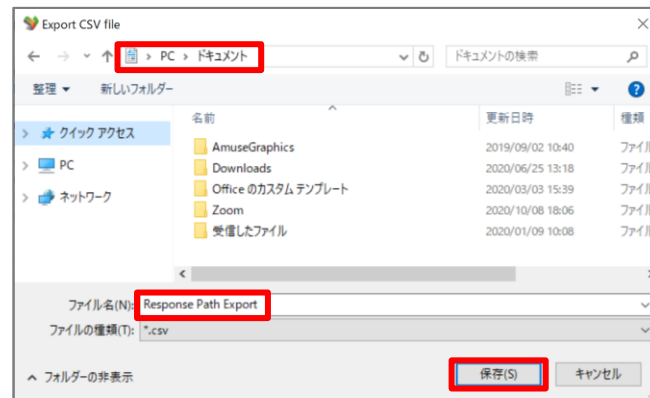 Export CSV file
PC › ドキュメント
ドキュメントの検索
整理 新しいフォルダー
名前 更新日時 種類
クイック アクセス
PC
ネットワーク
AmuseGraphics 2019/09/02 10:40 ファイル
Downloads 2020/06/25 13:18 ファイル
Office のカスタム テンプレート 2020/03/03 15:39 ファイル
Zoom 2020/10/08 18:06 ファイル
受信したファイル 2020/01/09 10:08 ファイル
ファイル名(N): Response Path Export
ファイルの種類(T): *.csv
フォルダーの非表示
保存(S) キャンセル